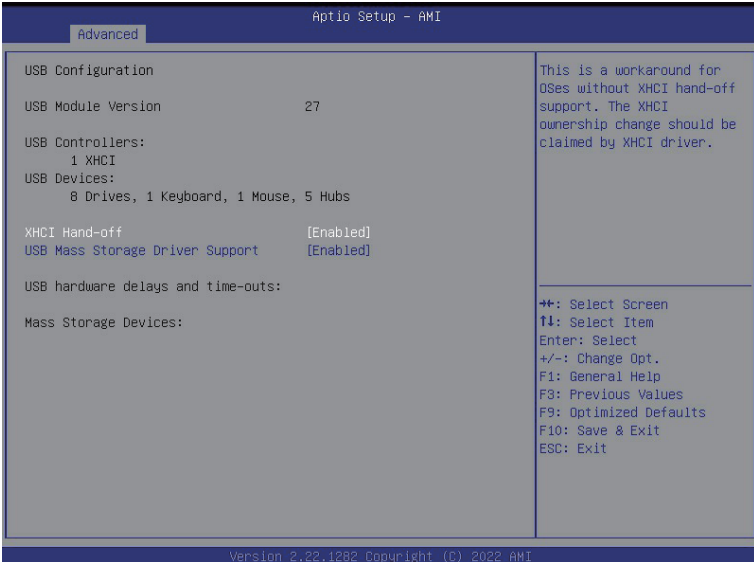 Aptio Setup – AMI
Advanced
USB Configuration
USB Module Version 27
USB Controllers:
1 XHCI
USB Devices:
8 Drives, 1 Keyboard, 1 Mouse, 5 Hubs
XHCI Hand-off [Enabled]
USB Mass Storage Driver Support [Enabled]
USB hardware delays and time-outs:
Mass Storage Devices:
This is a workaround for
OSes without XHCI hand-off
support. The XHCI
ownership change should be
claimed by XHCI driver.
→←: Select Screen
↑↓: Select Item
Enter: Select
+/-: Change Opt.
F1: General Help
F3: Previous Values
F9: Optimized Defaults
F10: Save & Exit
ESC: Exit
Version 2.22.1282 Copyright (C) 2022 AMI